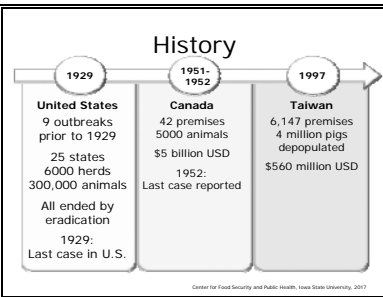 History
1929
United States
9 outbreaks
prior to 1929
25 states
6000 herds
300,000 animals
All ended by
eradication
1929:
Last case in U.S.
1951-
1952
Canada
42 premises
5000 animals
$5 billion USD
1952:
Last case reported
1997
Taiwan
6,147 premises
4 million pigs
depopulated
$560 million USD
Center for Food Security and Public Health, Iowa State University, 2017